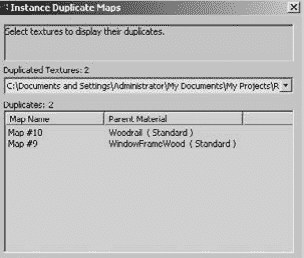 Instance Duplicate Maps
Select textures to display their duplicates.
Duplicated Textures: 2
C:\Documents and Settings\Administrator\My Documents\My Projects\R
Duplicates: 2
Map Name Parent Material
Map #10 Woodrail ( Standard )
Map #9 WindowFrameWood ( Standard )